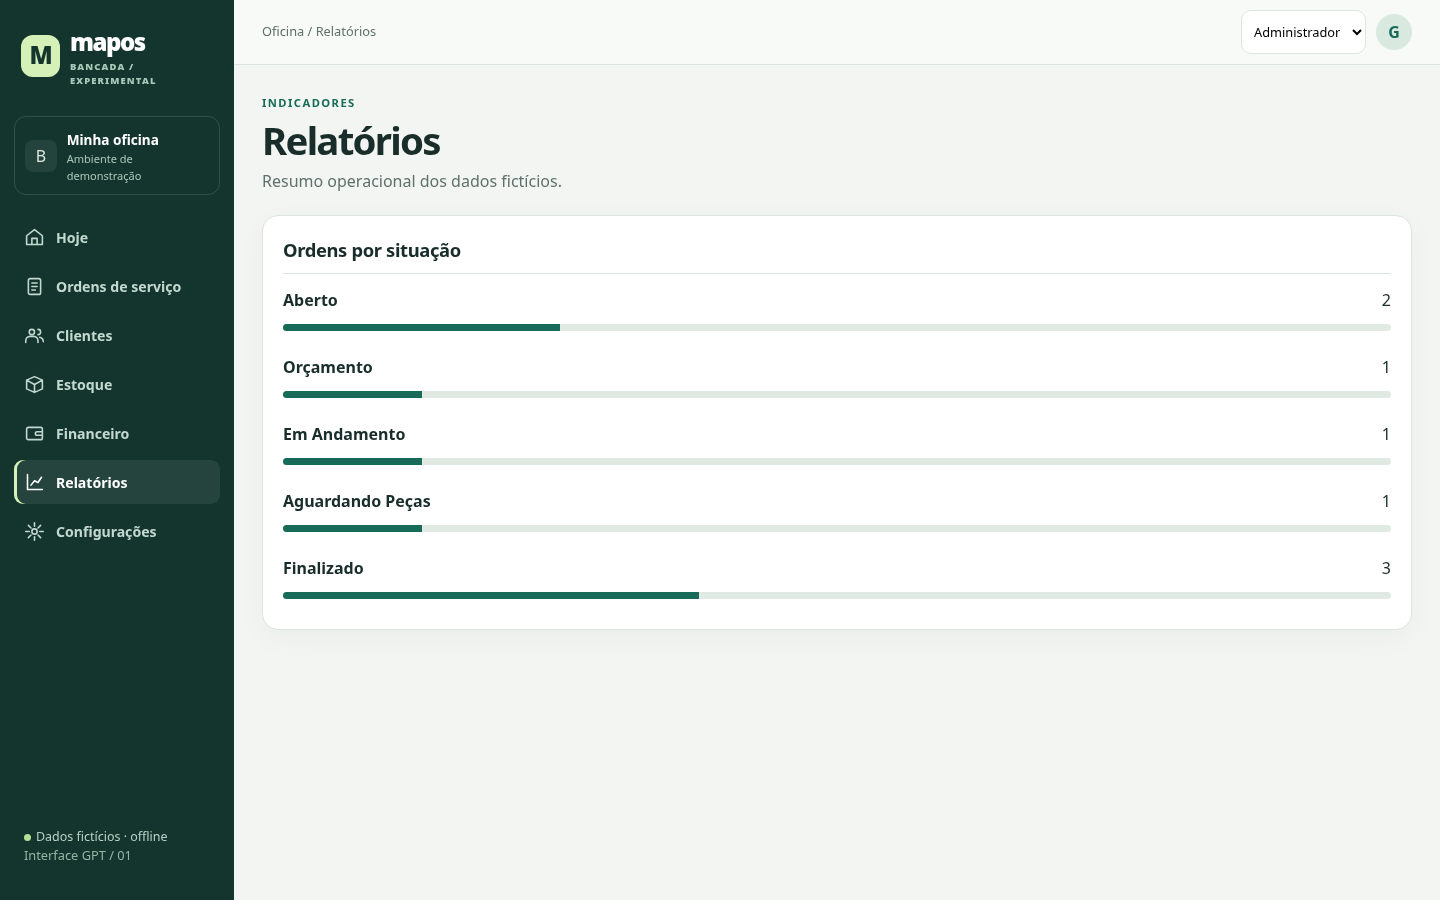 M
mapos
BANCADA /
EXPERIMENTAL
B
Minha oficina
Ambiente de
demonstração
Hoje
Ordens de serviço
Clientes
Estoque
Financeiro
Relatórios
Configurações
Dados fictícios · offline
Interface GPT / 01
Oficina / Relatórios
Administrador
G
INDICADORES
Relatórios
Resumo operacional dos dados fictícios.
Ordens por situação
Aberto 2
Orçamento 1
Em Andamento 1
Aguardando Peças 1
Finalizado 3